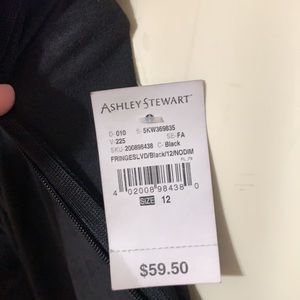 ASHLEY STEWART
D-010 S-5KW369835
V-225 SE-FA
SKU-200898438 C-Black
FRINGESLVD/Black/12/NODIM
4 02008 98438 0
SIZE 12
$59.50